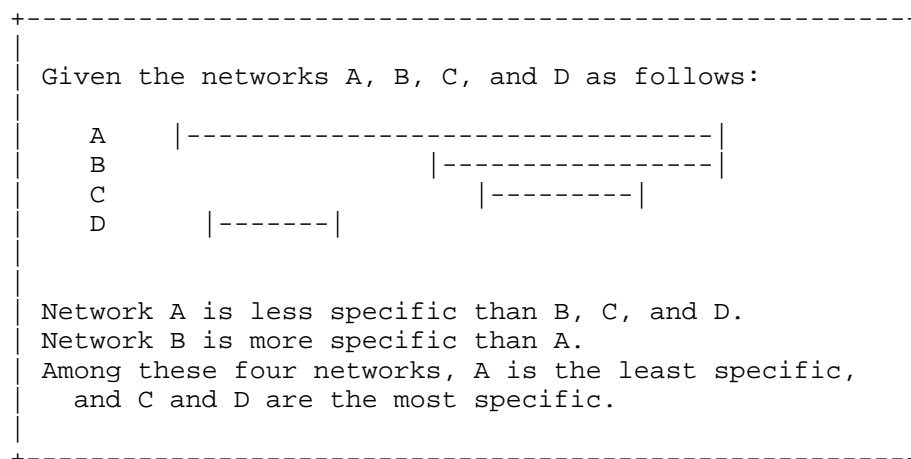 Given the networks A, B, C, and D as follows:
A |---------------------------------|
B |-----------------|
C |---------|
D |-------|
Network A is less specific than B, C, and D.
Network B is more specific than A.
Among these four networks, A is the least specific,
and C and D are the most specific.